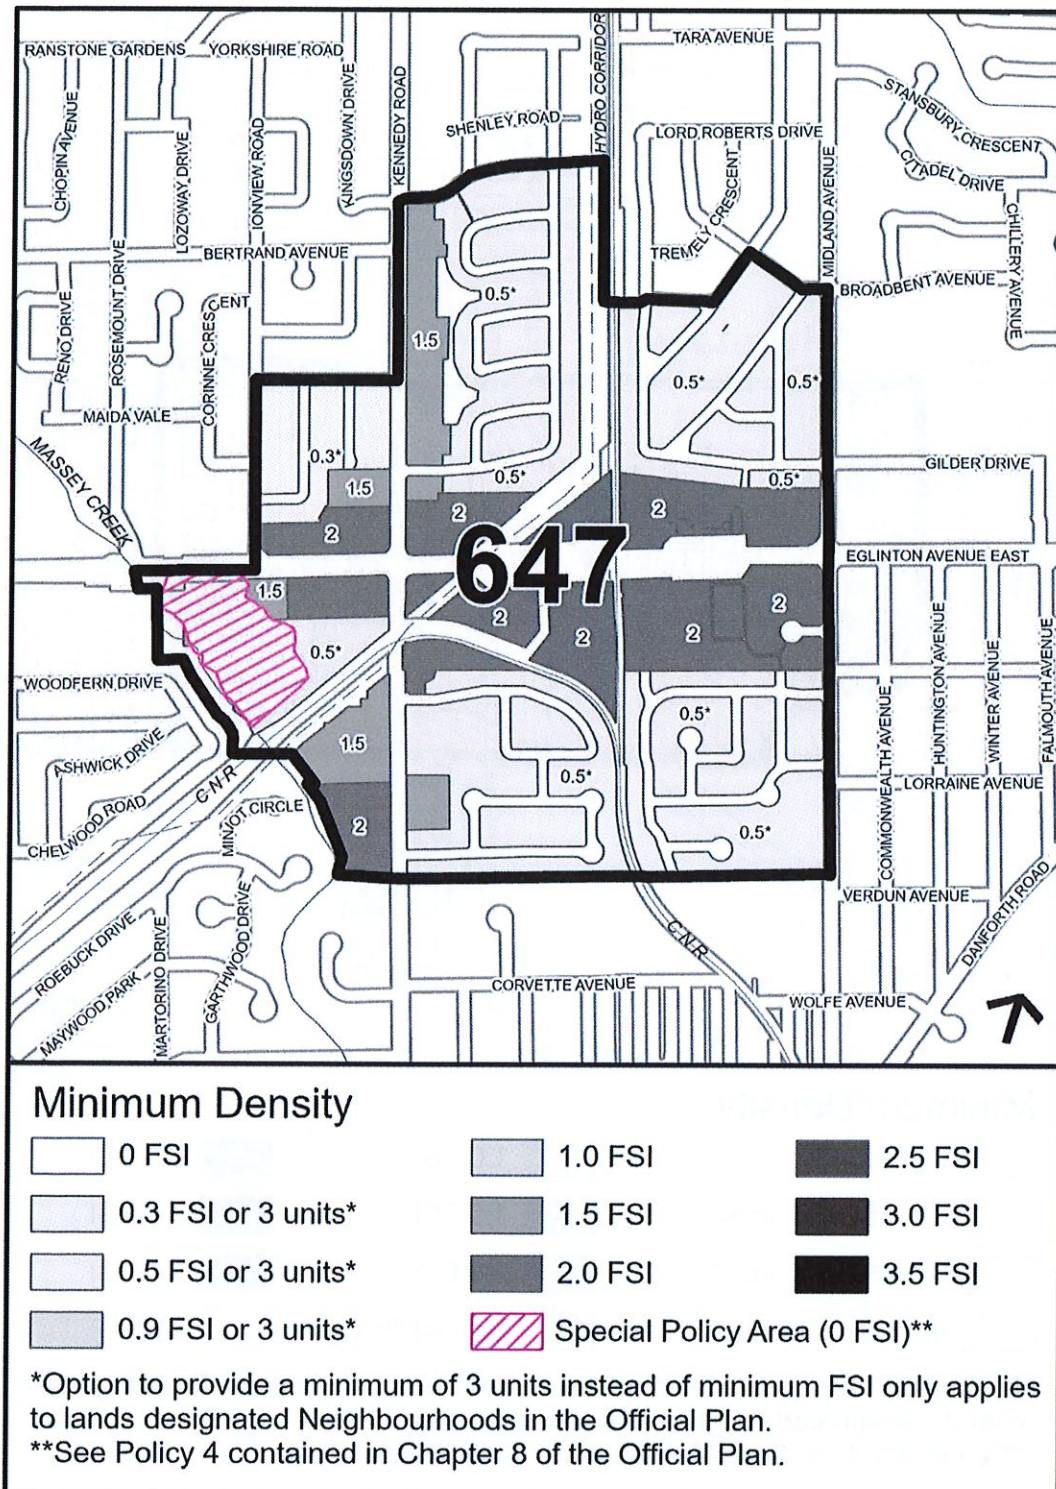 RANSTONE GARDENS
YORKSHIRE ROAD
TARA AVENUE
HYDRO CORRIDOR
KENNEDY ROAD
KINGSDOWN DRIVE
CHOPIN AVENUE
LOZOWAY DRIVE
IONVIEW ROAD
SHENLEY ROAD
LORD ROBERTS DRIVE
STANSBURY CRESCENT
CITADEL DRIVE
MIDLAND AVENUE
TREMELY CRESCENT
CHILLERY AVENUE
BERTRAND AVENUE
BROADBENT AVENUE
ROSEMOUNT DRIVE
RENO DRIVE
CORINNE CRESCENT
MAIDA VALE
MASSEY CREEK
0.5*
1.5
0.5*
0.5*
0.3*
1.5
0.5*
0.5*
GILDER DRIVE
2
2
2
647
EGLINTON AVENUE EAST
1.5
2
2
2
2
0.5*
WOODFERN DRIVE
ASHWICK DRIVE
CHELWOOD ROAD
C N R
MINJOT CIRCLE
1.5
2
0.5*
0.5*
0.5*
COMMONWEALTH AVENUE
HUNTINGTON AVENUE
WINTER AVENUE
FALMOUTH AVENUE
LORRAINE AVENUE
VERDUN AVENUE
DANFORTH ROAD
ROEBUCK DRIVE
MAYWOOD PARK
MARTORINO DRIVE
GARTHWOOD DRIVE
C N R
CORVETTE AVENUE
WOLFE AVENUE
Minimum Density
0 FSI
0.3 FSI or 3 units*
0.5 FSI or 3 units*
0.9 FSI or 3 units*
1.0 FSI
1.5 FSI
2.0 FSI
Special Policy Area (0 FSI)**
2.5 FSI
3.0 FSI
3.5 FSI
*Option to provide a minimum of 3 units instead of minimum FSI only applies
to lands designated Neighbourhoods in the Official Plan.
**See Policy 4 contained in Chapter 8 of the Official Plan.